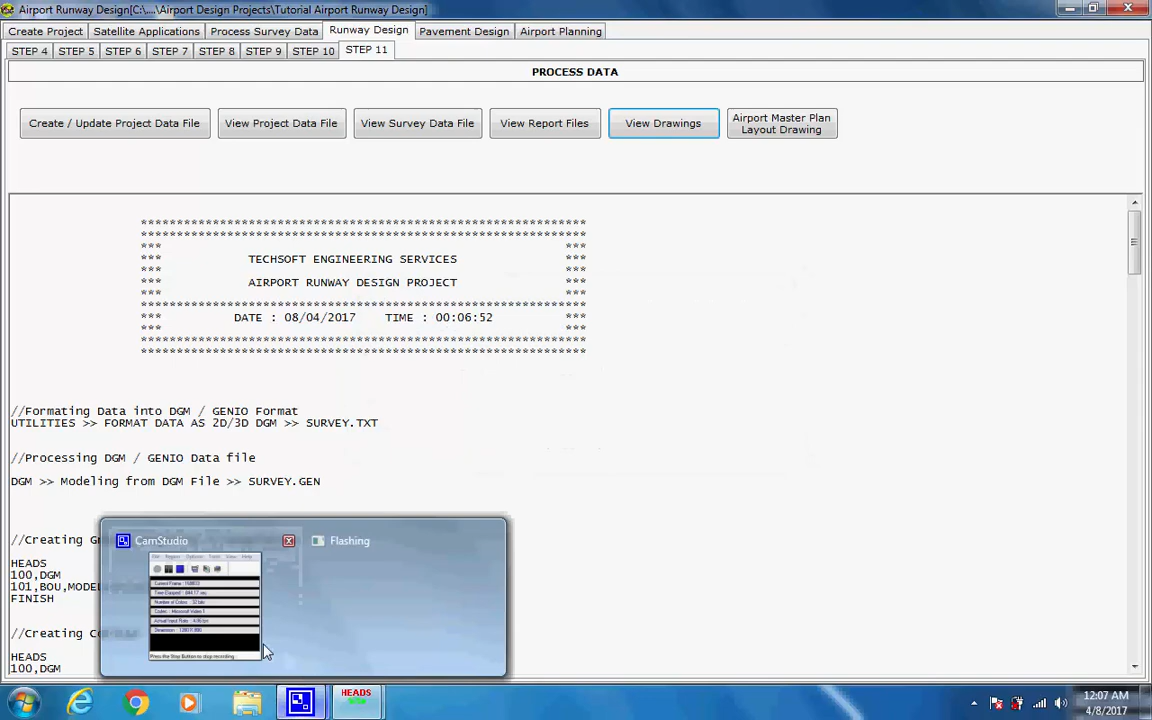 Airport Runway Design[C:\....\Airport Design Projects\Tutorial Airport Runway Design]
Create Project Satellite Applications Process Survey Data Runway Design Pavement Design Airport Planning
STEP 4 STEP 5 STEP 6 STEP 7 STEP 8 STEP 9 STEP 10 STEP 11
PROCESS DATA
Create / Update Project Data File View Project Data File View Survey Data File View Report Files View Drawings Airport Master Plan
Layout Drawing
TECHSOFT ENGINEERING SERVICES
AIRPORT RUNWAY DESIGN PROJECT
DATE : 08/04/2017 TIME : 00:06:52
//Formating Data into DGM / GENIO Format
UTILITIES >> FORMAT DATA AS 2D/3D DGM >> SURVEY.TXT
//Processing DGM / GENIO Data file
DGM >> Modeling from DGM File >> SURVEY.GEN
//Creating
HEADS
100,DGM
101,BOU,MODEL
FINISH
//Creating
HEADS
100,DGM
CamStudio
Flashing
HEADS
12:07 AM
4/8/2017